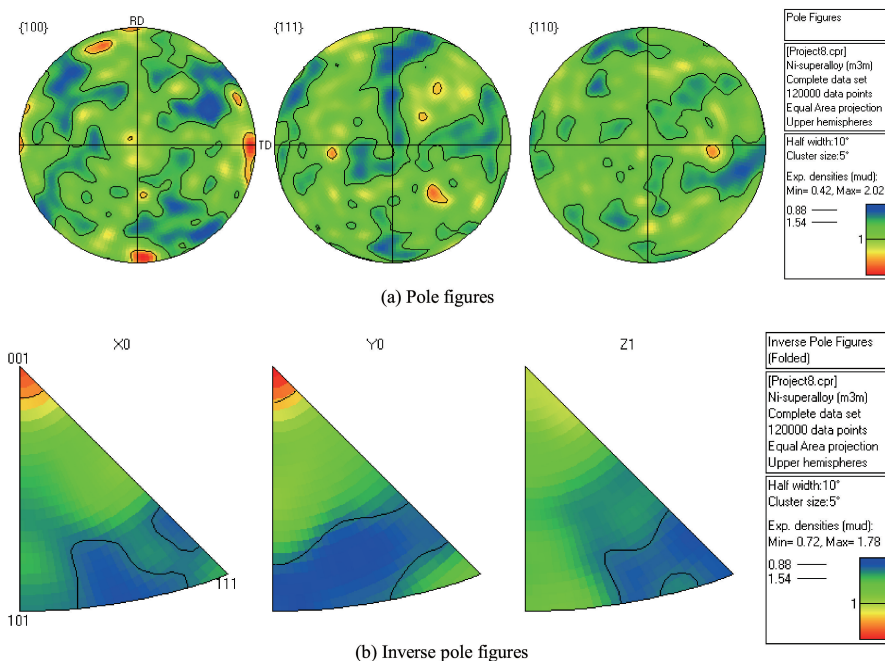 {100}
RD
TD
{111}
{110}
Pole Figures
[Project8.cpr]
Ni-superalloy (m3m)
Complete data set
120000 data points
Equal Area projection
Upper hemispheres
Half width:10°
Cluster size:5°
Exp. densities (mud):
Min= 0.42, Max= 2.02
0.88
1.54
1
(a) Pole figures
X0
Y0
Z1
001
101
111
Inverse Pole Figures
(Folded)
[Project8.cpr]
Ni-superalloy (m3m)
Complete data set
120000 data points
Equal Area projection
Upper hemispheres
Half width:10°
Cluster size:5°
Exp. densities (mud):
Min= 0.72, Max= 1.78
0.88
1.54
1
(b) Inverse pole figures